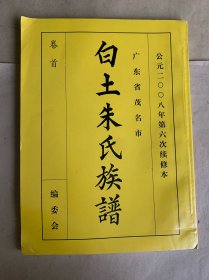 公元二〇〇八年第六次续修本
广东省茂名市
白土朱氏族譜
卷首
编委会